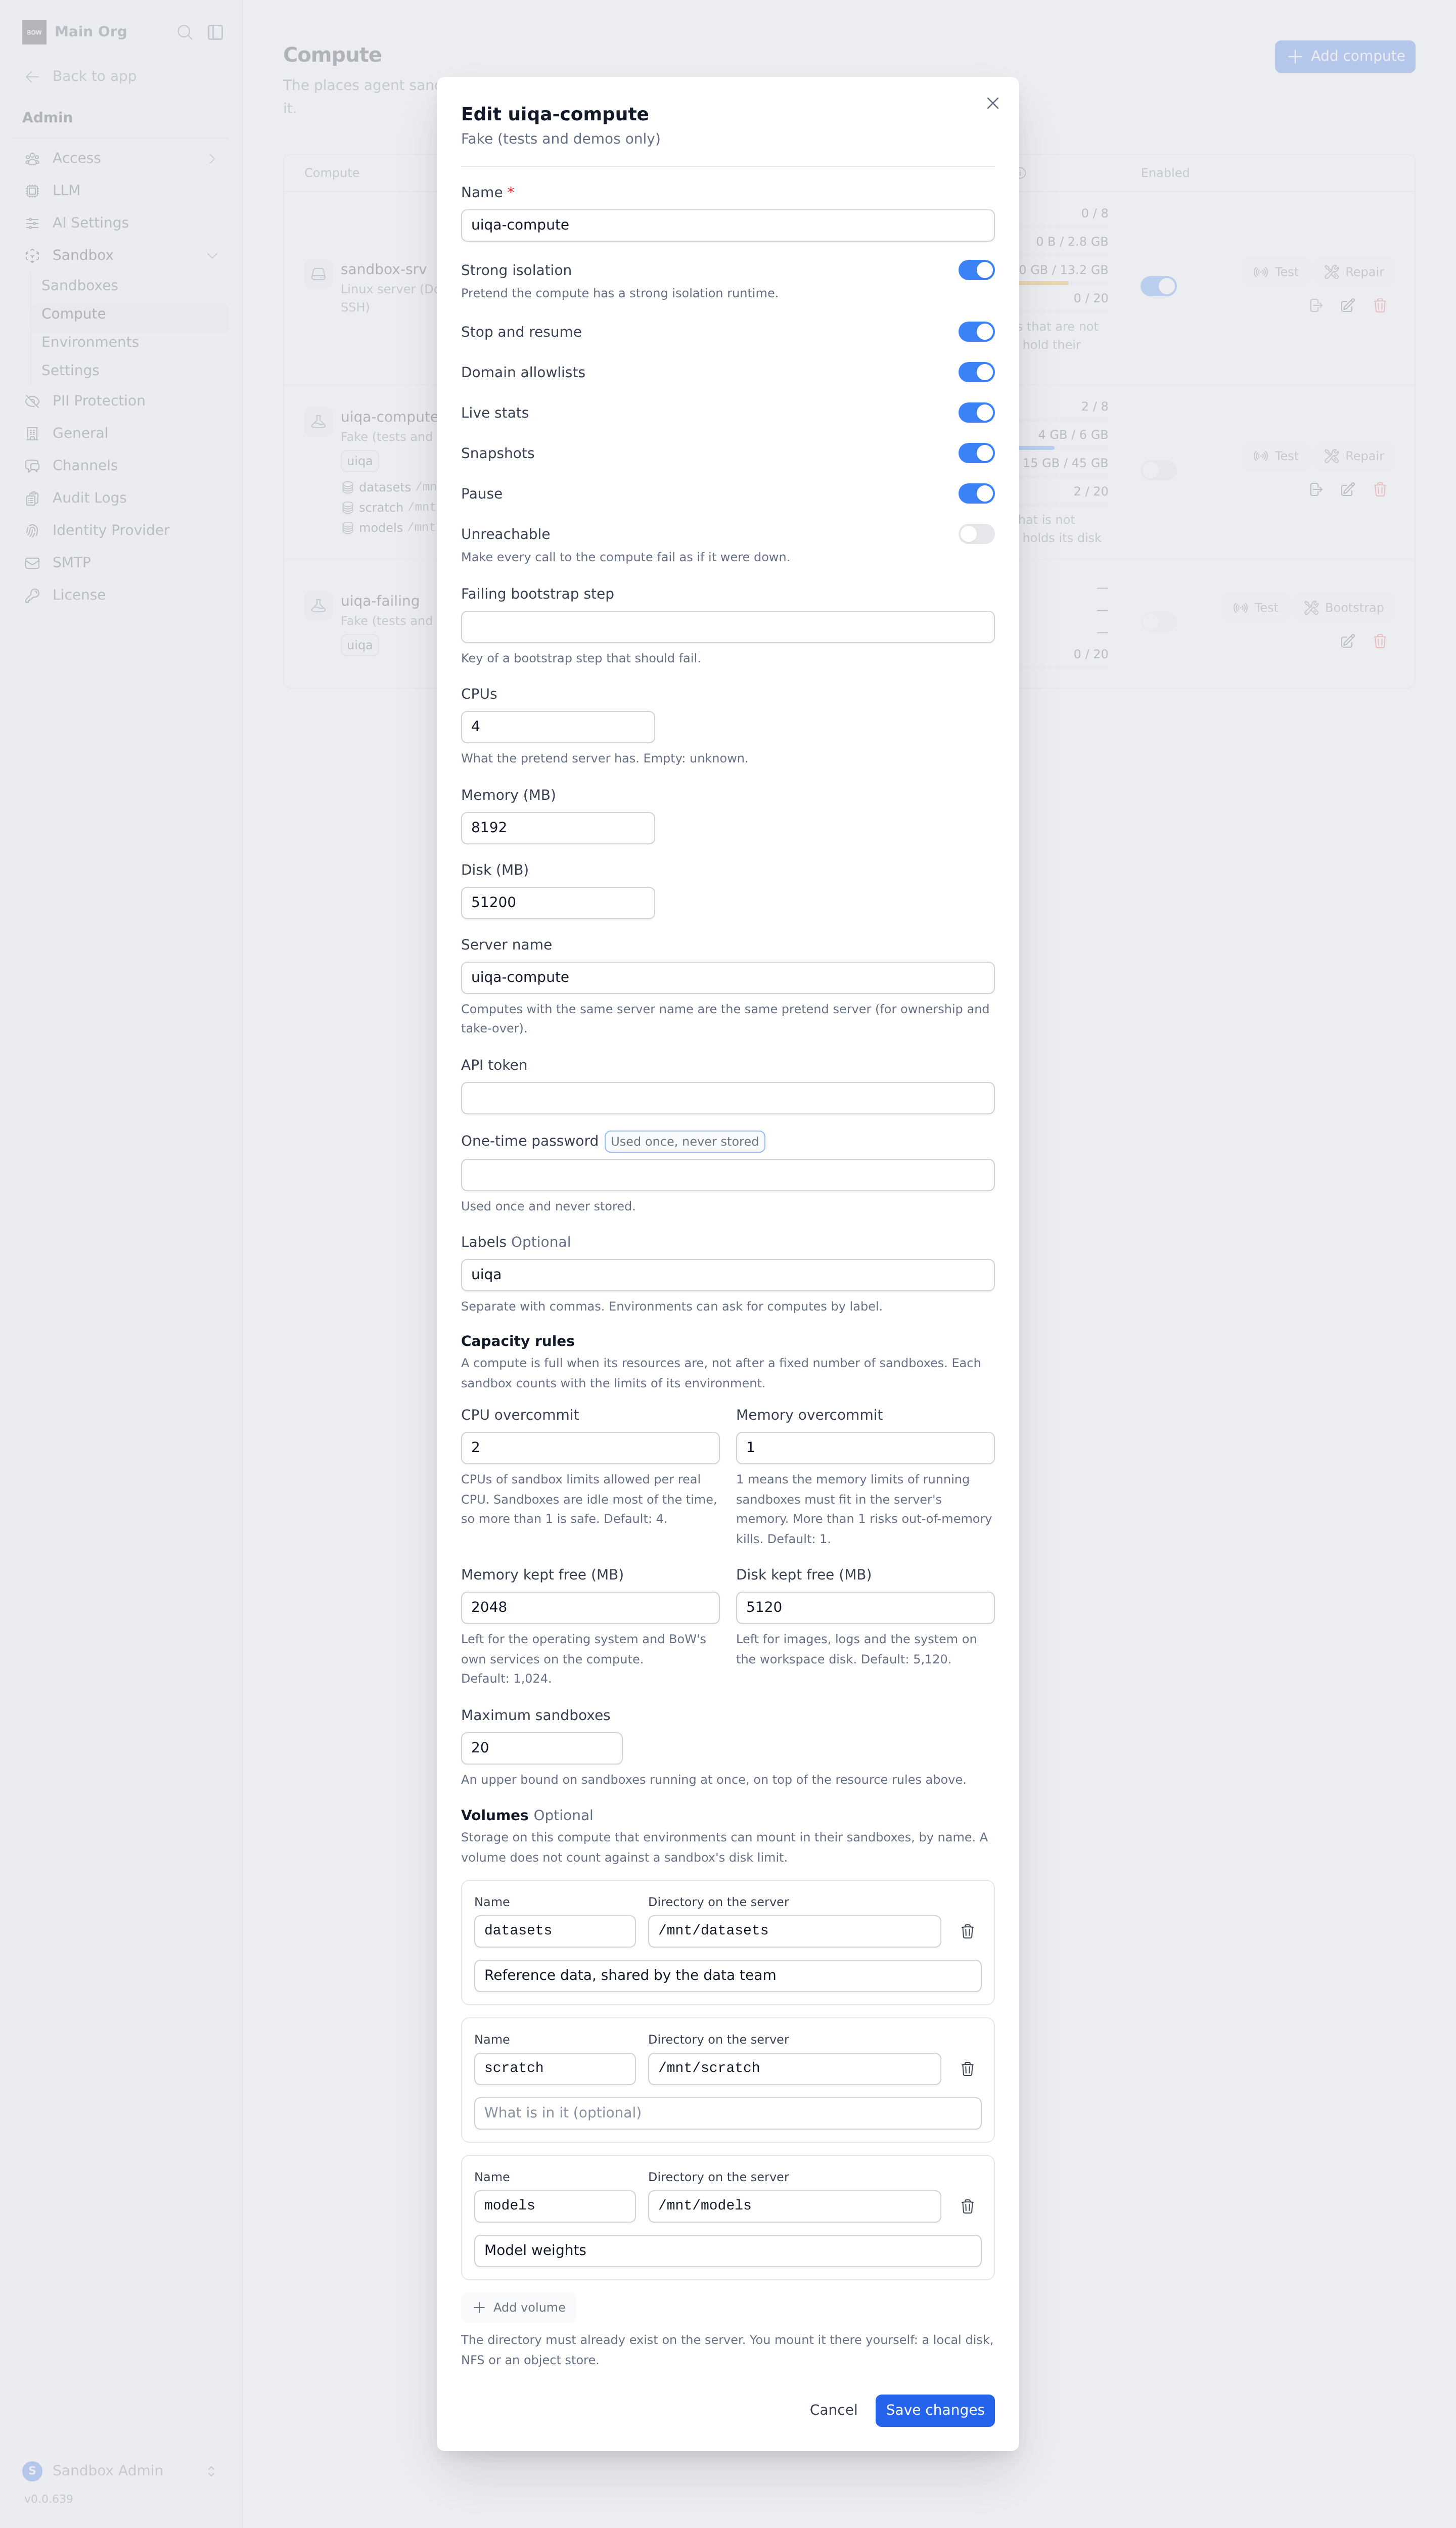 BOW Main Org
Back to app
Admin
Access
LLM
AI Settings
Sandbox
Sandboxes
Compute
Environments
Settings
PII Protection
General
Channels
Audit Logs
Identity Provider
SMTP
License
S Sandbox Admin
v0.0.639
Compute
The places agent
it.
Add compute
Compute
Enabled
sandbox-srv
Linux server
SSH)
0 / 8
0 B / 2.8 GB
0 GB / 13.2 GB
0 / 20
that are not
hold their
Test
Repair
uiqa-compute
Fake (tests and
uiqa
datasets
scratch
models
2 / 8
4 GB / 6 GB
15 GB / 45 GB
2 / 20
that is not
holds its disk
Test
Repair
uiqa-failing
Fake (tests and
uiqa
—
—
—
0 / 20
Test
Bootstrap
Edit uiqa-compute
Fake (tests and demos only)
Name *
uiqa-compute
Strong isolation
Pretend the compute has a strong isolation runtime.
Stop and resume
Domain allowlists
Live stats
Snapshots
Pause
Unreachable
Make every call to the compute fail as if it were down.
Failing bootstrap step
Key of a bootstrap step that should fail.
CPUs
4
What the pretend server has. Empty: unknown.
Memory (MB)
8192
Disk (MB)
51200
Server name
uiqa-compute
Computes with the same server name are the same pretend server (for ownership and
take-over).
API token
One-time password Used once, never stored
Used once and never stored.
Labels Optional
uiqa
Separate with commas. Environments can ask for computes by label.
Capacity rules
A compute is full when its resources are, not after a fixed number of sandboxes. Each
sandbox counts with the limits of its environment.
CPU overcommit
2
CPUs of sandbox limits allowed per real
CPU. Sandboxes are idle most of the time,
so more than 1 is safe. Default: 4.
Memory overcommit
1
1 means the memory limits of running
sandboxes must fit in the server's
memory. More than 1 risks out-of-memory
kills. Default: 1.
Memory kept free (MB)
2048
Left for the operating system and BoW's
own services on the compute.
Default: 1,024.
Disk kept free (MB)
5120
Left for images, logs and the system on
the workspace disk. Default: 5,120.
Maximum sandboxes
20
An upper bound on sandboxes running at once, on top of the resource rules above.
Volumes Optional
Storage on this compute that environments can mount in their sandboxes, by name. A
volume does not count against a sandbox's disk limit.
Name
Directory on the server
datasets
/mnt/datasets
Reference data, shared by the data team
Name
Directory on the server
scratch
/mnt/scratch
What is in it (optional)
Name
Directory on the server
models
/mnt/models
Model weights
Add volume
The directory must already exist on the server. You mount it there yourself: a local disk,
NFS or an object store.
Cancel
Save changes